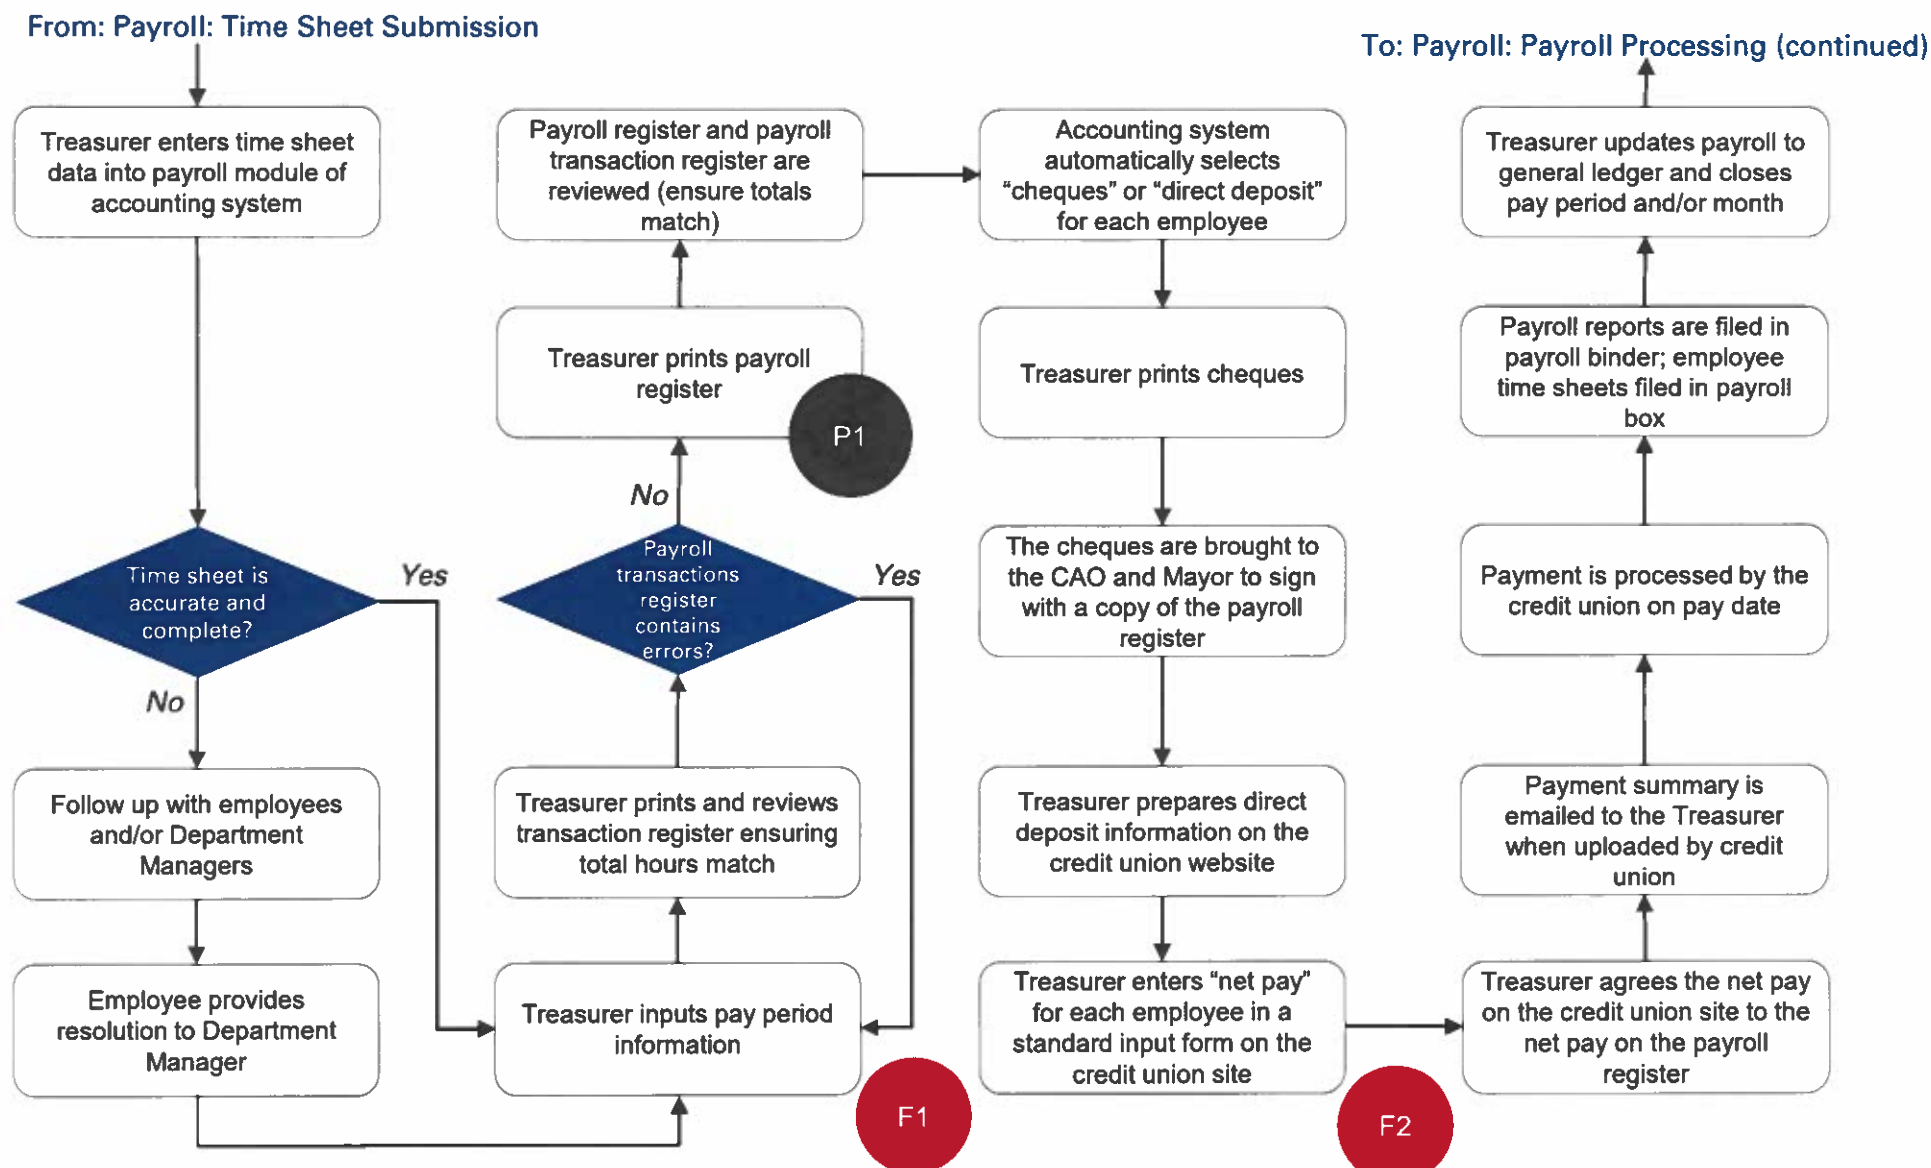 From: Payroll: Time Sheet Submission
To: Payroll: Payroll Processing (continued)
Treasurer enters time sheet
data into payroll module of
accounting system
Time sheet is
accurate and
complete?
Yes
No
Follow up with employees
and/or Department
Managers
Employee provides
resolution to Department
Manager
Payroll register and payroll
transaction register are
reviewed (ensure totals
match)
Treasurer prints payroll
register
P1
No
Payroll
transactions
register
contains
errors?
Yes
Treasurer prints and reviews
transaction register ensuring
total hours match
Treasurer inputs pay period
information
F1
Accounting system
automatically selects
“cheques” or “direct deposit”
for each employee
Treasurer prints cheques
The cheques are brought to
the CAO and Mayor to sign
with a copy of the payroll
register
Treasurer prepares direct
deposit information on the
credit union website
Treasurer enters “net pay”
for each employee in a
standard input form on the
credit union site
F2
Treasurer updates payroll to
general ledger and closes
pay period and/or month
Payroll reports are filed in
payroll binder; employee
time sheets filed in payroll
box
Payment is processed by the
credit union on pay date
Payment summary is
emailed to the Treasurer
when uploaded by credit
union
Treasurer agrees the net pay
on the credit union site to the
net pay on the payroll
register